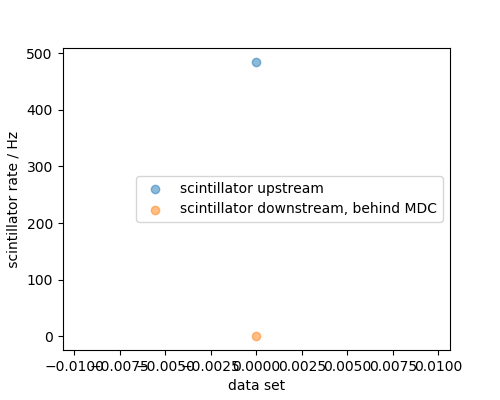 500
400
300
200
100
0
scintillator rate / Hz
scintillator upstream
scintillator downstream, behind MDC
−0.0100 −0.0075 −0.0050 −0.0025 0.0000 0.0025 0.0050 0.0075 0.0100
data set